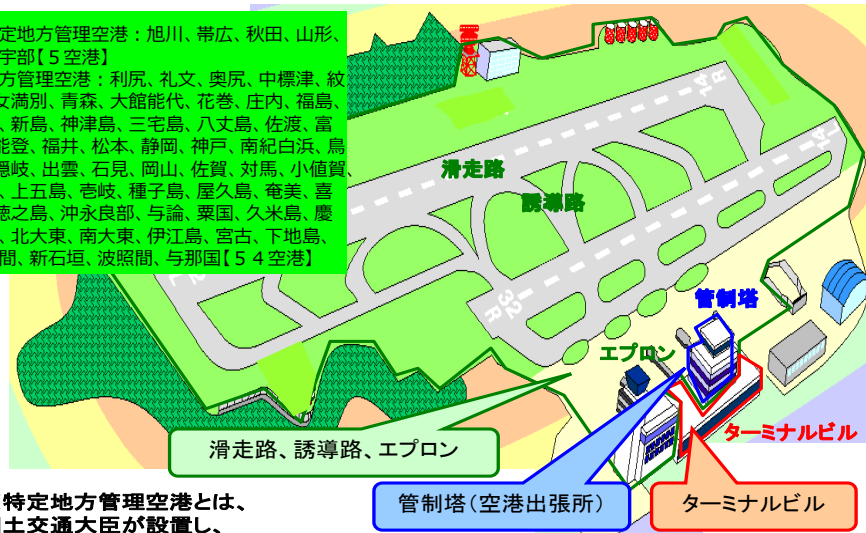 定地方管理空港：旭川、帯広、秋田、山形、
宇部【５空港】
方管理空港：利尻、礼文、奥尻、中標津、紋
女満別、青森、大館能代、花巻、庄内、福島、
、新島、神津島、三宅島、八丈島、佐渡、富
能登、福井、松本、静岡、神戸、南紀白浜、鳥
隠岐、出雲、石見、岡山、佐賀、対馬、小値賀、
、上五島、壱岐、種子島、屋久島、奄美、喜
徳之島、沖永良部、与論、粟国、久米島、慶
、北大東、南大東、伊江島、宮古、下地島、
間、新石垣、波照間、与那国【５４空港】
14R
14L
滑走路
誘導路
32R
管制塔
エプロン
ターミナルビル
滑走路、誘導路、エプロン
管制塔（空港出張所）
ターミナルビル
特定地方管理空港とは、
国土交通大臣が設置し、